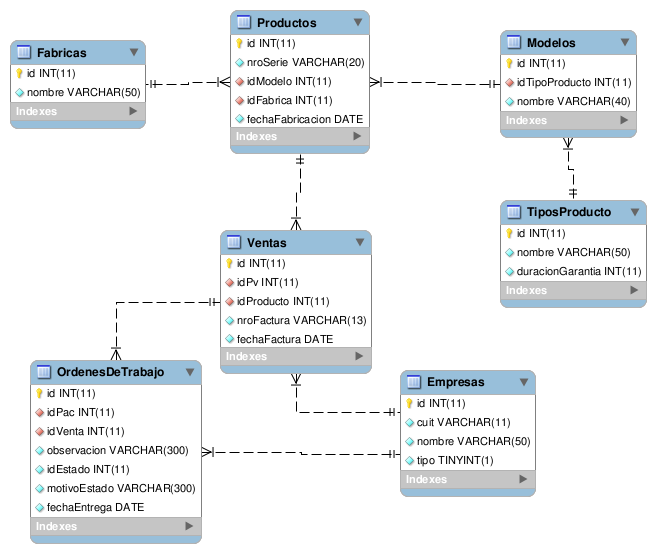 Fabricas
id INT(11)
nombre VARCHAR(50)
Indexes
Productos
id INT(11)
nroSerie VARCHAR(20)
idModelo INT(11)
idFabrica INT(11)
fechaFabricacion DATE
Indexes
Modelos
id INT(11)
idTipoProducto INT(11)
nombre VARCHAR(40)
Indexes
TiposProducto
id INT(11)
nombre VARCHAR(50)
duracionGarantia INT(11)
Indexes
Ventas
id INT(11)
idPv INT(11)
idProducto INT(11)
nroFactura VARCHAR(13)
fechaFactura DATE
Indexes
OrdenesDeTrabajo
id INT(11)
idPac INT(11)
idVenta INT(11)
observacion VARCHAR(300)
idEstado INT(11)
motivoEstado VARCHAR(300)
fechaEntrega DATE
Indexes
Empresas
id INT(11)
cuit VARCHAR(11)
nombre VARCHAR(50)
tipo TINYINT(1)
Indexes